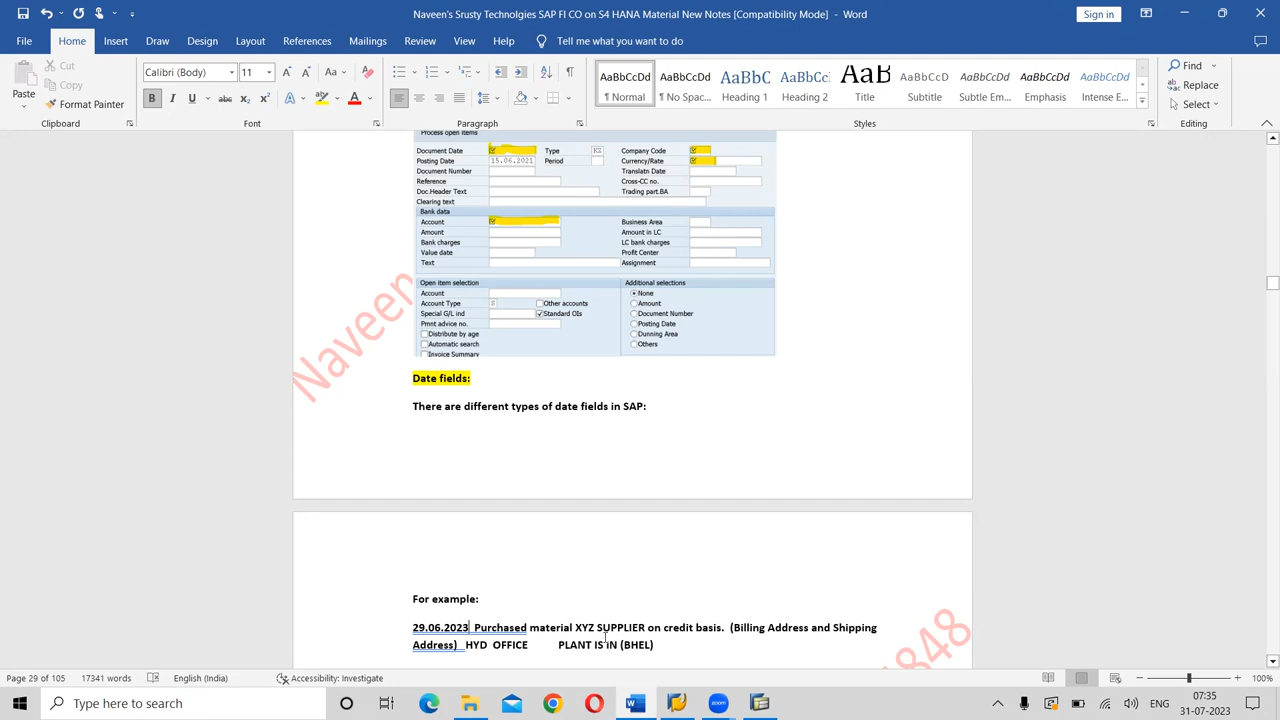 Recent Documents SAP FI CO on S4 HANA 2022 MATERIAL (1) [Compatibility Mode] - Word
Sign in
File Home Insert Draw Design Layout References Mailings Review View Help Tell me what you want to do
Cut
Copy
Format Painter
Paste
Clipboard
Calibri (Body) 11
Font
Paragraph
AaBbCcDd AaBbCcDd AaBbCc AaBbCc AaB AaBbCcD AaBbCcDd AaBbCcDd AaBbCcDd
¶ Normal ¶ No Spac... Heading 1 Heading 2 Title Subtitle Subtle Em... Emphasis Intense E...
Styles
Find
Replace
Select
Editing
Process open items
Document Date Type KZ Company Code
Posting Date 15.06.2021 Period Currency/Rate
Document Number Translatn Date
Reference Cross-CC no.
Doc.Header Text Trading part.BA
Clearing text
Bank data
Account Business Area
Amount Amount in LC
Bank charges LC bank charges
Value date Profit Center
Text Assignment
Open item selection Additional selections
Account None
Account Type Other accounts Amount
Special G/L ind Standard OIs Document Number
Pmnt advice no. Posting Date
Distribute by age Dunning Area
Automatic search Others
Invoice Summary
Naveen
Date fields:
There are different types of date fields in SAP:
For example:
29.06.2023 Purchased material XYZ SUPPLIER on credit basis. (Billing Address and Shipping
Address) HYD OFFICE PLANT IS IN (BHEL)
1848
Page 29 of 105 17341 words English (India) Accessibility: Investigate 100%
Type here to search
zoom
ENG
07:35
31-07-2023